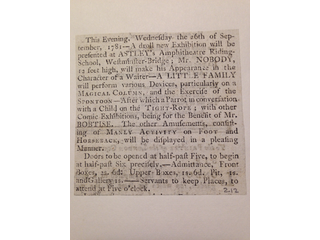 This Evening, Wednesday the 26th of Sep-
tember, 1781—A droll new Exhibition will be
presented at ASTLEY's Amphitheatre Riding-
School, Westminster-Bridge; Mr. NOBODY,
12 feet high, will make his Appearance in the
Character of a Waiter—A LITTLE FAMILY
will perform various Devices, particularly on a
MAGICAL COLUMN, and the Exercise of the
SPONTOON—After which a Parrot in conversation
with a Child on the TIGHT-ROPE; with other
Comic Exhibitions, being for the Benefit of Mr.
BORTISE. The other Amusements, consist-
ing of MANLY ACTIVITY on FOOT and
HORSEBACK, will be displayed in a pleasing
Manner.
Doors to be opened at half-past Five, to begin
at half-past Six, precisely.—Admittance, Front
Boxes, 2s. 6d. Upper-Boxes, 1s. 6d. Pit, 1s.
and Gallery —Servants to keep Places, to
attend at Five o'clock.
2.12